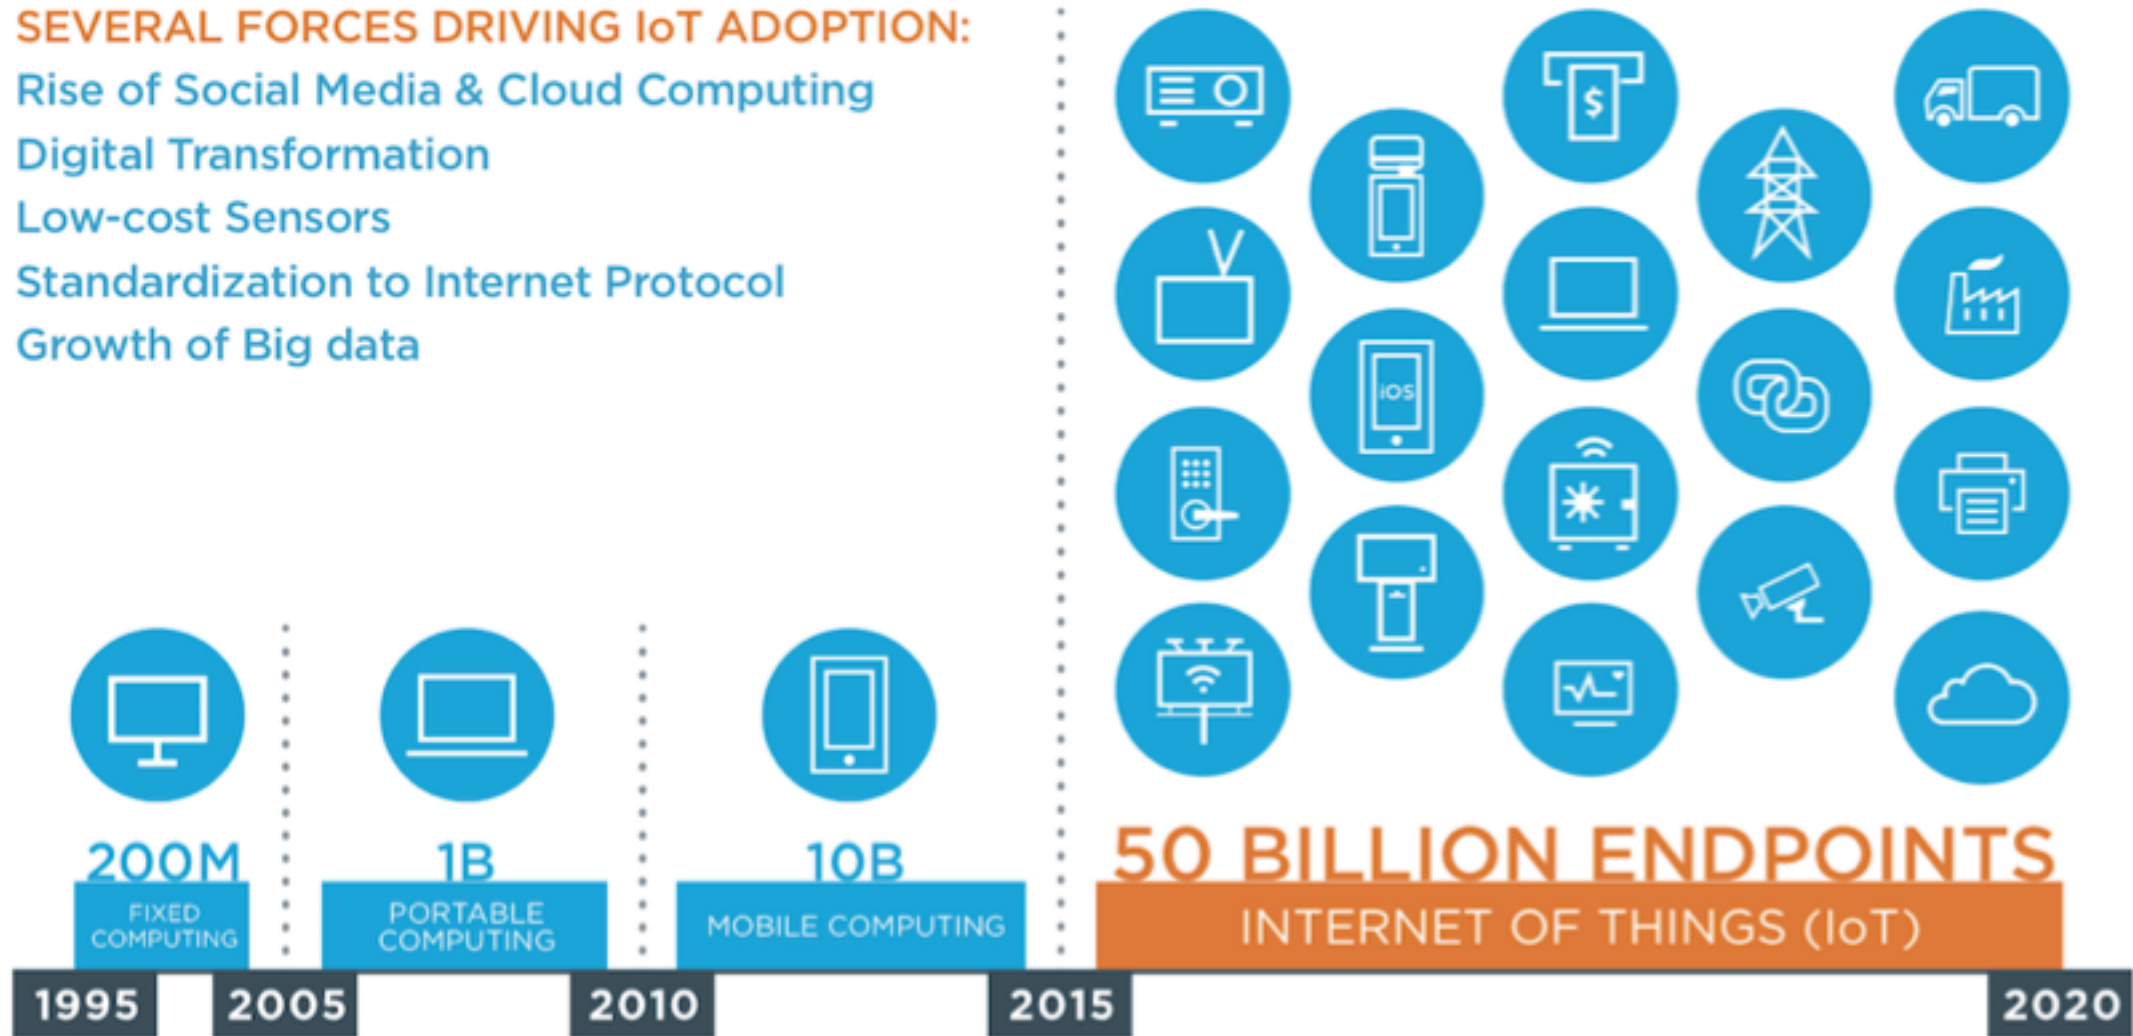 SEVERAL FORCES DRIVING IoT ADOPTION:
Rise of Social Media & Cloud Computing
Digital Transformation
Low-cost Sensors
Standardization to Internet Protocol
Growth of Big data
$
iOS
200M
FIXED
COMPUTING
1B
PORTABLE
COMPUTING
10B
MOBILE COMPUTING
50 BILLION ENDPOINTS
INTERNET OF THINGS (IoT)
1995
2005
2010
2015
2020